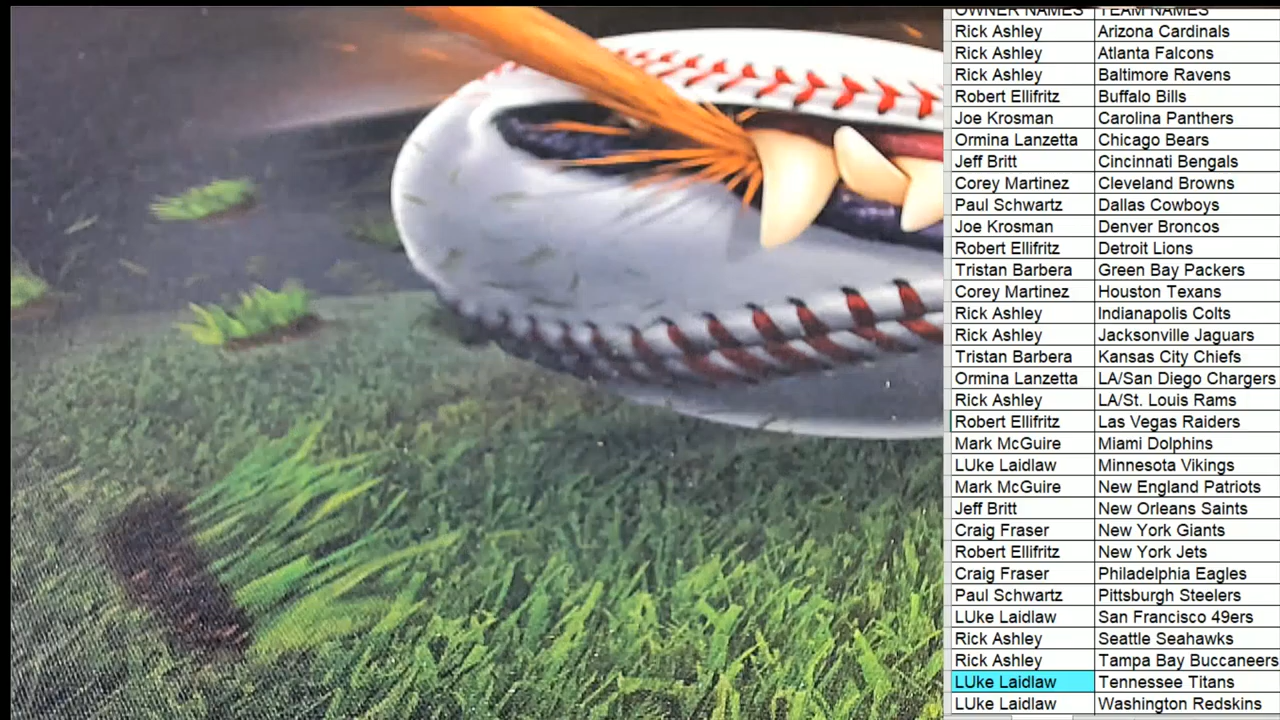 OWNER NAMES TEAM NAMES
Rick Ashley Arizona Cardinals
Rick Ashley Atlanta Falcons
Rick Ashley Baltimore Ravens
Robert Ellifritz Buffalo Bills
Joe Krosman Carolina Panthers
Ormina Lanzetta Chicago Bears
Jeff Britt Cincinnati Bengals
Corey Martinez Cleveland Browns
Paul Schwartz Dallas Cowboys
Joe Krosman Denver Broncos
Robert Ellifritz Detroit Lions
Tristan Barbera Green Bay Packers
Corey Martinez Houston Texans
Rick Ashley Indianapolis Colts
Rick Ashley Jacksonville Jaguars
Tristan Barbera Kansas City Chiefs
Ormina Lanzetta LA/San Diego Chargers
Rick Ashley LA/St. Louis Rams
Robert Ellifritz Las Vegas Raiders
Mark McGuire Miami Dolphins
LUke Laidlaw Minnesota Vikings
Mark McGuire New England Patriots
Jeff Britt New Orleans Saints
Craig Fraser New York Giants
Robert Ellifritz New York Jets
Craig Fraser Philadelphia Eagles
Paul Schwartz Pittsburgh Steelers
LUke Laidlaw San Francisco 49ers
Rick Ashley Seattle Seahawks
Rick Ashley Tampa Bay Buccaneers
LUke Laidlaw Tennessee Titans
LUke Laidlaw Washington Redskins